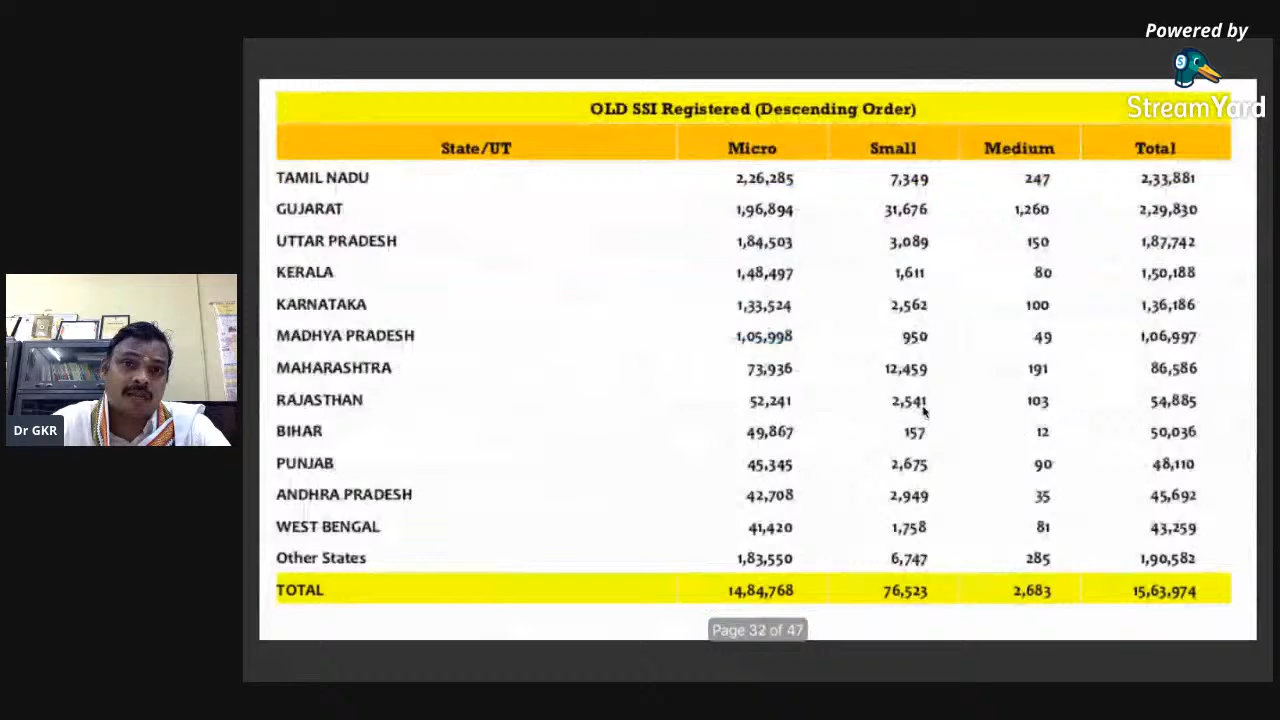 Powered by
StreamYard
OLD SSI Registered (Descending Order)
State/UT Micro Small Medium Total
TAMIL NADU 2,26,285 7,349 247 2,33,881
GUJARAT 1,96,894 31,676 1,260 2,29,830
UTTAR PRADESH 1,84,503 3,089 150 1,87,742
KERALA 1,48,497 1,611 80 1,50,188
KARNATAKA 1,33,524 2,562 100 1,36,186
MADHYA PRADESH 1,05,998 950 49 1,06,997
MAHARASHTRA 73,936 12,459 191 86,586
RAJASTHAN 52,241 2,541 103 54,885
BIHAR 49,867 157 12 50,036
PUNJAB 45,345 2,675 90 48,110
ANDHRA PRADESH 42,708 2,949 35 45,692
WEST BENGAL 41,420 1,758 81 43,259
Other States 1,83,550 6,747 285 1,90,582
TOTAL 14,84,768 76,523 2,683 15,63,974
Page 32 of 47
Dr GKR